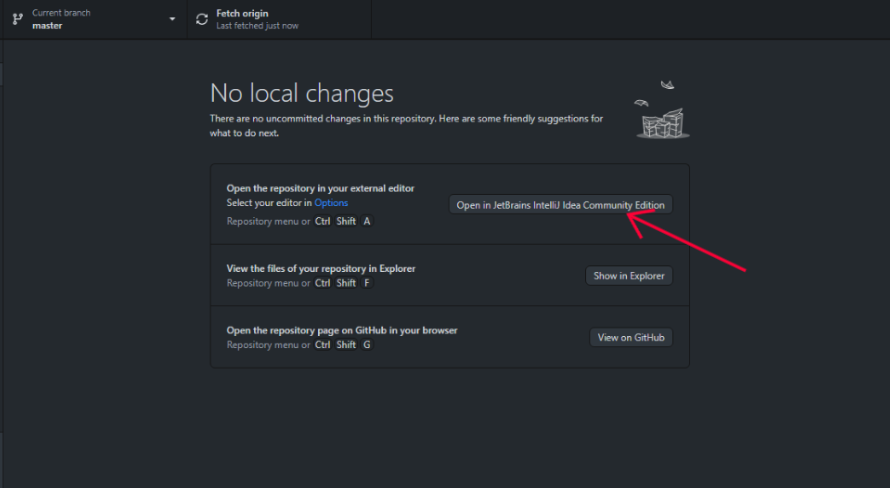 Current branch
master
Fetch origin
Last fetched just now
No local changes
There are no uncommitted changes in this repository. Here are some friendly suggestions for
what to do next.
Open the repository in your external editor
Select your editor in Options
Repository menu or Ctrl Shift A
Open in JetBrains IntelliJ Idea Community Edition
View the files of your repository in Explorer
Repository menu or Ctrl Shift F
Show in Explorer
Open the repository page on GitHub in your browser
Repository menu or Ctrl Shift G
View on GitHub